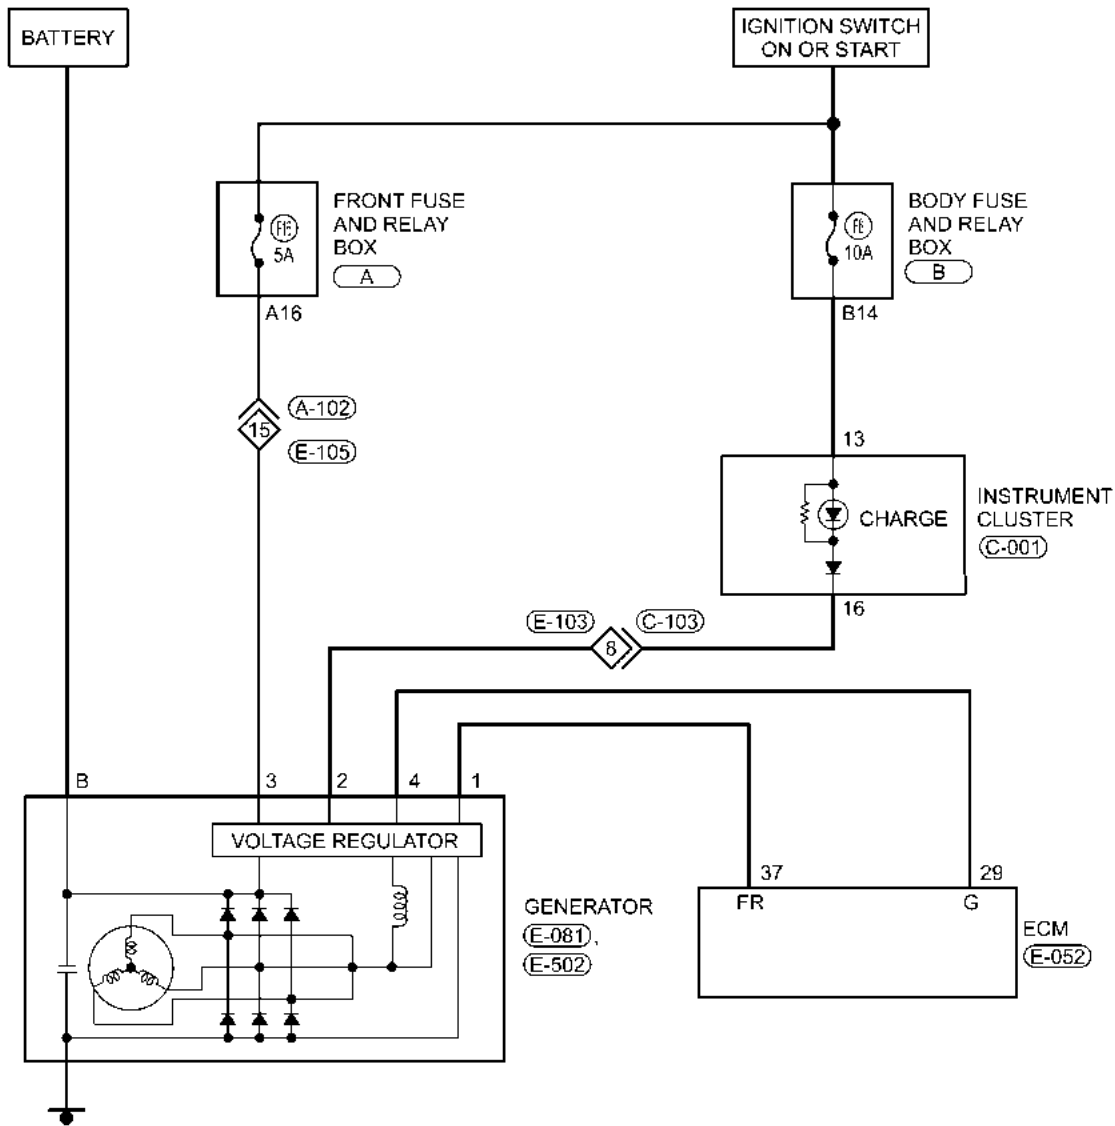 BATTERY
IGNITION SWITCH
ON OR START
FRONT FUSE
AND RELAY
BOX
A
5A
A16
BODY FUSE
AND RELAY
BOX
B
10A
B14
A-102
15
E-105
13
CHARGE
INSTRUMENT
CLUSTER
C-001
16
E-103
8
C-103
B
3
2
4
1
VOLTAGE REGULATOR
GENERATOR
E-081,
E-502
37
29
FR
G
ECM
E-052